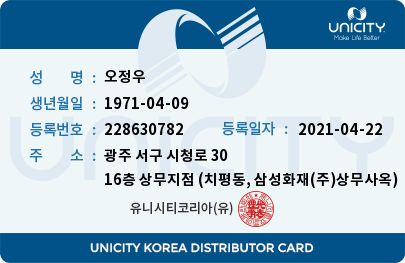 UNICITY
Make Life Better
성 명 : 오정우
생년월일 : 1971-04-09
등록번호 : 228630782 등록일자 : 2021-04-22
주 소 : 광주 서구 시청로 30
16층 상무지점 (치평동, 삼성화재(주)상무사옥)
UNICITY
유니시티코리아(유)
UNICITY KOREA DISTRIBUTOR CARD